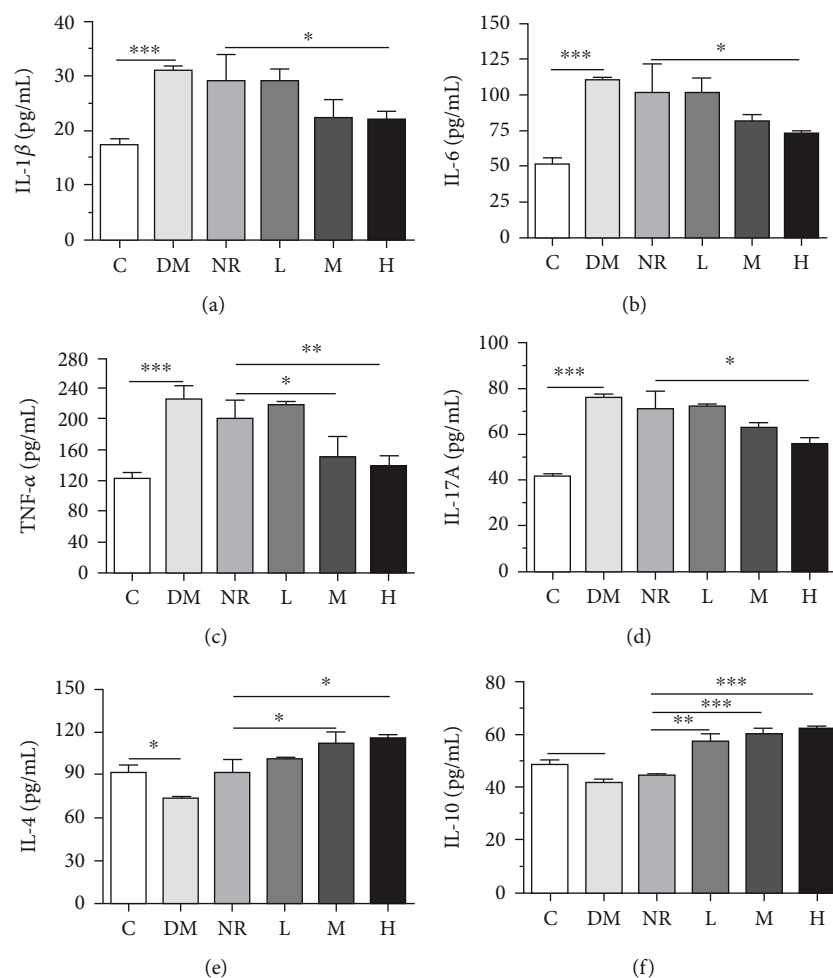 IL-1β (pg/mL)
40
30
20
10
0
***
*
C DM NR L M H
(a)
IL-6 (pg/mL)
150
125
100
75
50
25
0
***
*
C DM NR L M H
(b)
TNF-α (pg/mL)
280
240
200
160
120
80
40
0
***
**
*
C DM NR L M H
(c)
IL-17A (pg/mL)
100
80
60
40
20
0
***
*
C DM NR L M H
(d)
IL-4 (pg/mL)
150
120
90
60
30
0
*
*
*
C DM NR L M H
(e)
IL-10 (pg/mL)
80
60
40
20
0
***
***
**
C DM NR L M H
(f)